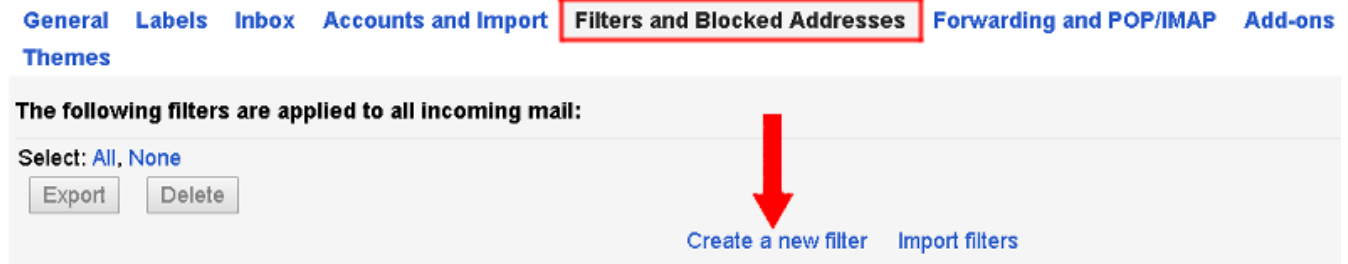 General Labels Inbox Accounts and Import Filters and Blocked Addresses Forwarding and POP/IMAP Add-ons
Themes
The following filters are applied to all incoming mail:
Select: All, None
Export Delete
Create a new filter Import filters